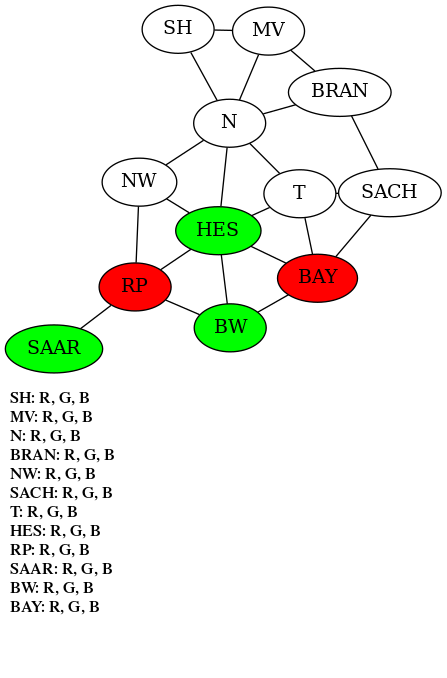 SH
MV
BRAN
N
NW
T
SACH
HES
BAY
RP
BW
SAAR
SH: R, G, B
MV: R, G, B
N: R, G, B
BRAN: R, G, B
NW: R, G, B
SACH: R, G, B
T: R, G, B
HES: R, G, B
RP: R, G, B
SAAR: R, G, B
BW: R, G, B
BAY: R, G, B